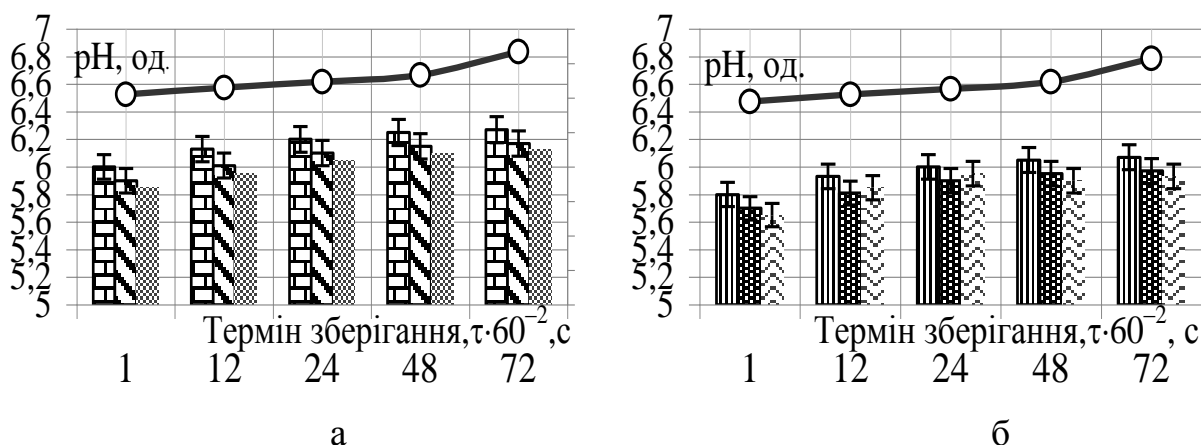 7
6,8
6,6
6,4
6,2
6
5,8
5,6
5,4
5,2
5
рН, од.
Термін зберігання,τ·60⁻²,с
1 12 24 48 72
а
7
6,8
6,6
6,4
6,2
6
5,8
5,6
5,4
5,2
5
рН, од.
Термін зберігання,τ·60⁻², с
1 12 24 48 72
б